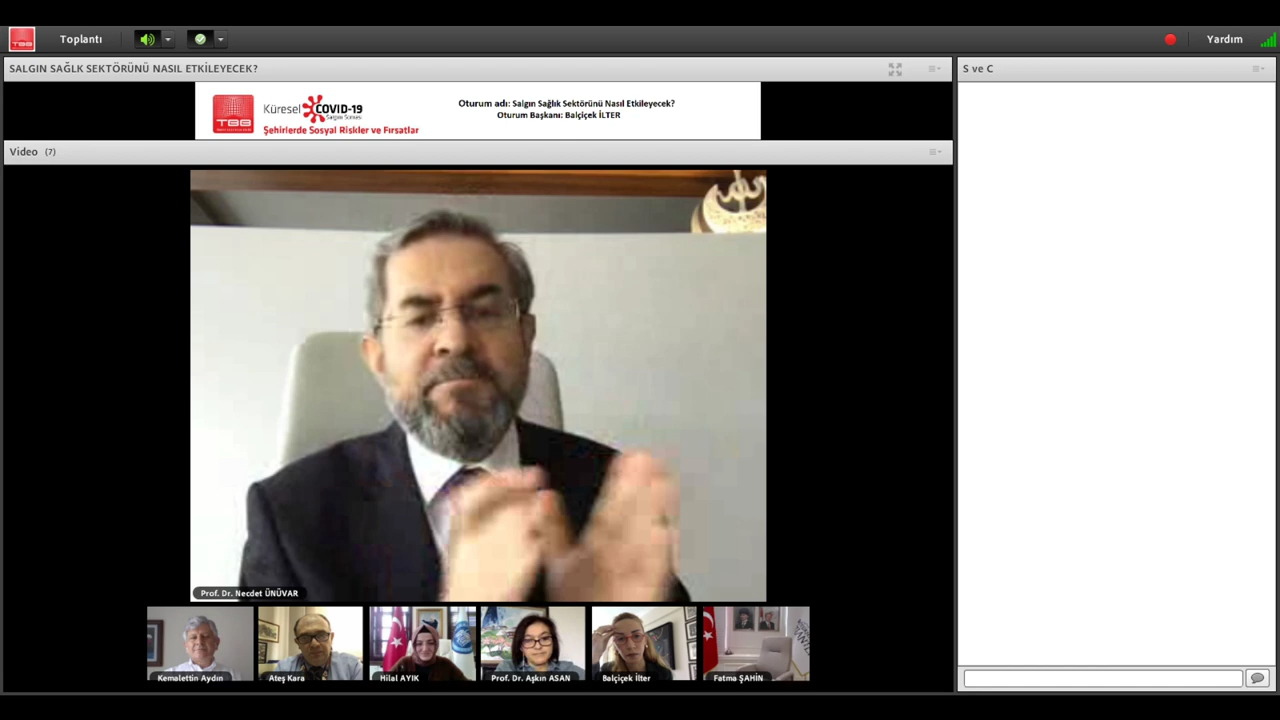 TBB
Toplantı
Yardım
SALGIN SAĞLK SEKTÖRÜNÜ NASIL ETKİLEYECEK?
S ve C
TBB
Küresel COVID-19
Şehirlerde Sosyal Riskler ve Fırsatlar
Oturum adı: Salgın Sağlık Sektörünü Nasıl Etkileyecek?
Oturum Başkanı: Balçiçek İLTER
Video (7)
Prof. Dr. Necdet ÜNÜVAR
Kemalettin Aydın
Ateş Kara
Hilal AYIK
Prof. Dr. Aşkın ASAN
Balçiçek İlter
Fatma ŞAHİN